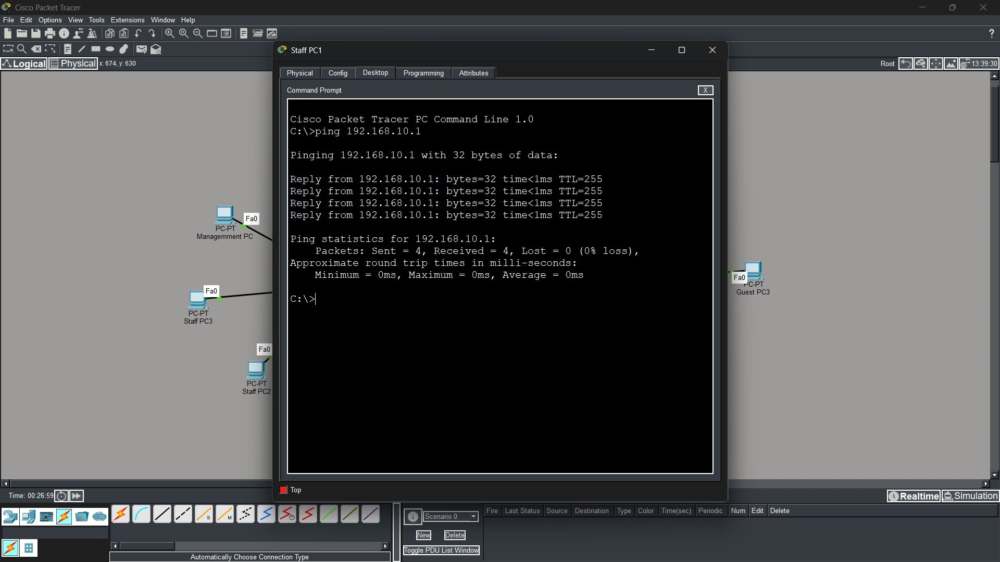 Cisco Packet Tracer
File Edit Options View Tools Extensions Window Help
?
Logical Physical x: 674, y: 630
Root 13:39:30
Staff PC1
Physical Config Desktop Programming Attributes
Command Prompt
X
Cisco Packet Tracer PC Command Line 1.0
C:\>ping 192.168.10.1
Pinging 192.168.10.1 with 32 bytes of data:
Reply from 192.168.10.1: bytes=32 time<1ms TTL=255
Reply from 192.168.10.1: bytes=32 time<1ms TTL=255
Reply from 192.168.10.1: bytes=32 time<1ms TTL=255
Reply from 192.168.10.1: bytes=32 time<1ms TTL=255
Ping statistics for 192.168.10.1:
Packets: Sent = 4, Received = 4, Lost = 0 (0% loss),
Approximate round trip times in milli-seconds:
Minimum = 0ms, Maximum = 0ms, Average = 0ms
C:\>
Top
Fa0
PC-PT
Managemment PC
Fa0
PC-PT
Staff PC3
Fa0
PC-PT
Staff PC2
Fa0
PC-PT
Guest PC3
Time: 00:26:59
Realtime Simulation
S
M
Automatically Choose Connection Type
Scenario 0
New Delete
Toggle PDU List Window
Fire Last Status Source Destination Type Color Time(sec) Periodic Num Edit Delete